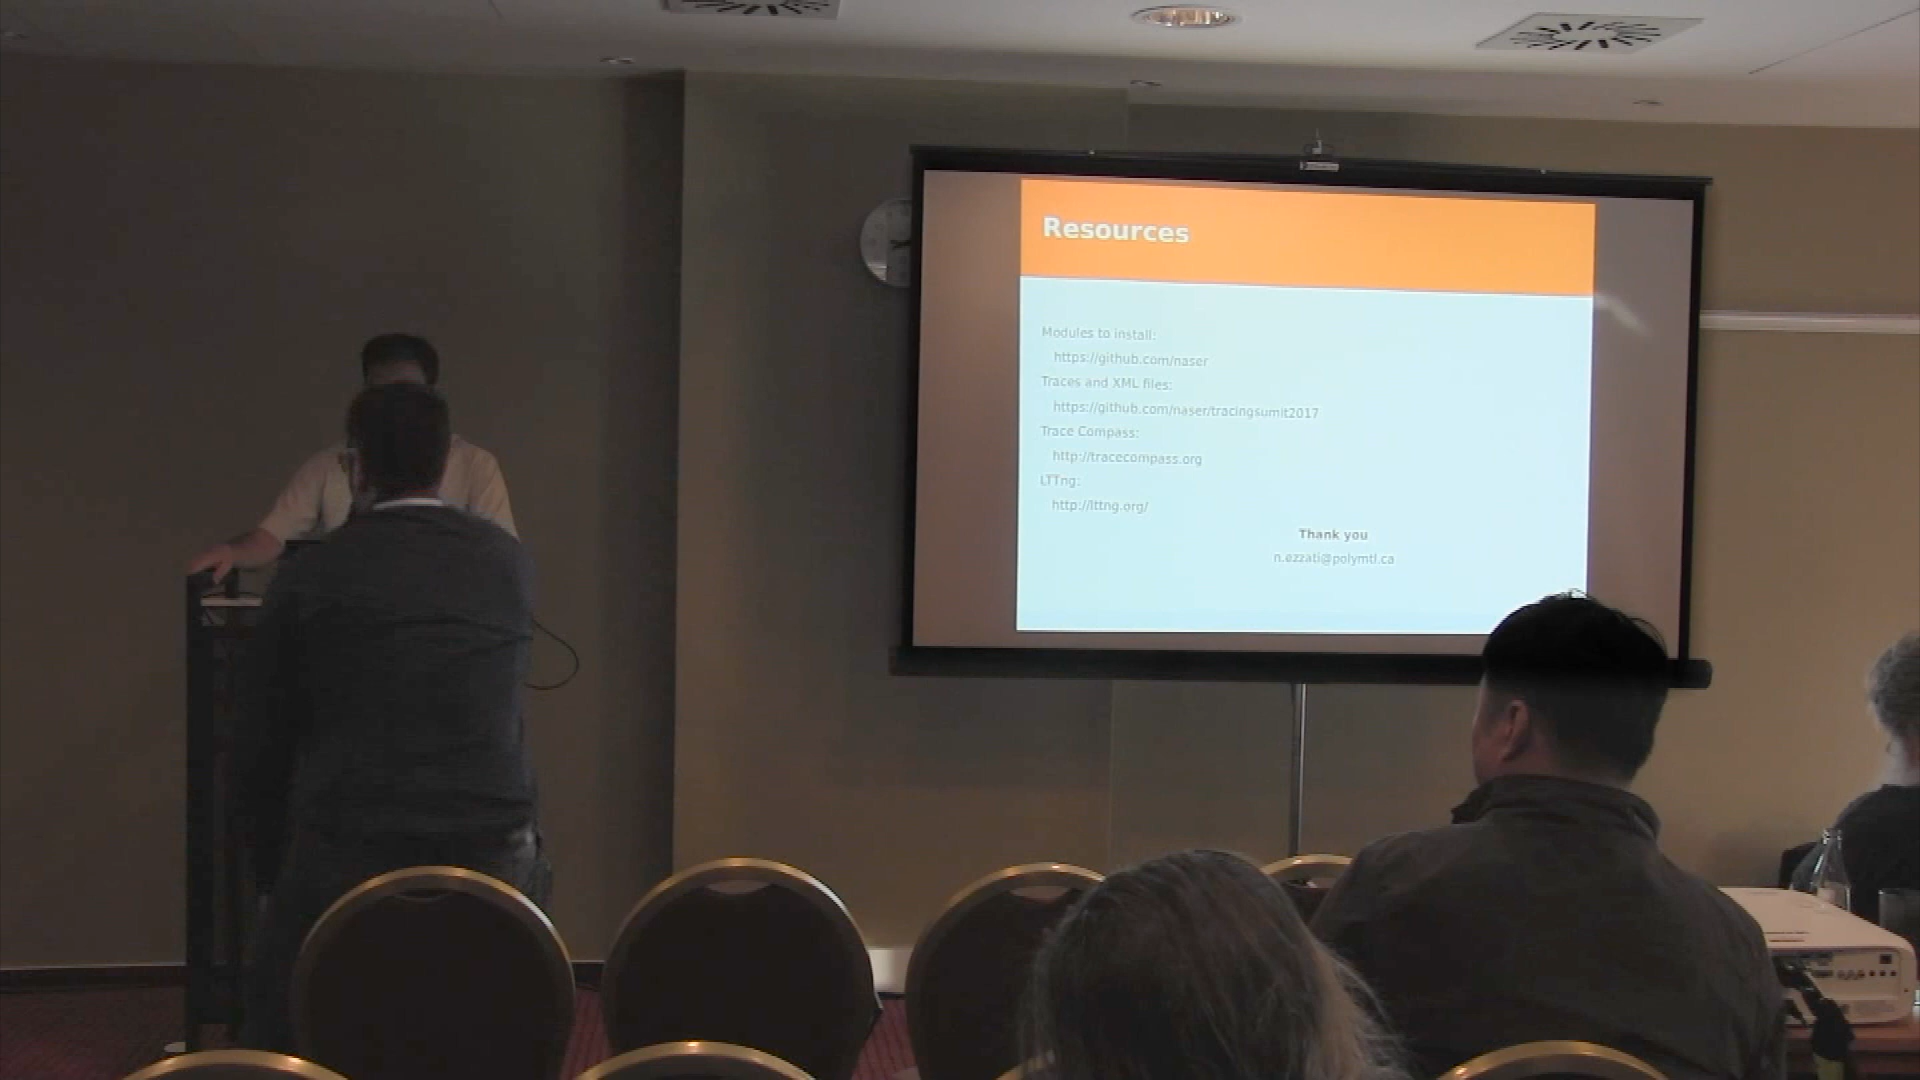 Resources
Modules to install:
https://github.com/naser
Traces and XML files:
https://github.com/naser/tracingsumit2017
Trace Compass:
http://tracecompass.org
LTTng:
http://lttng.org/
Thank you
n.ezzati@polymtl.ca